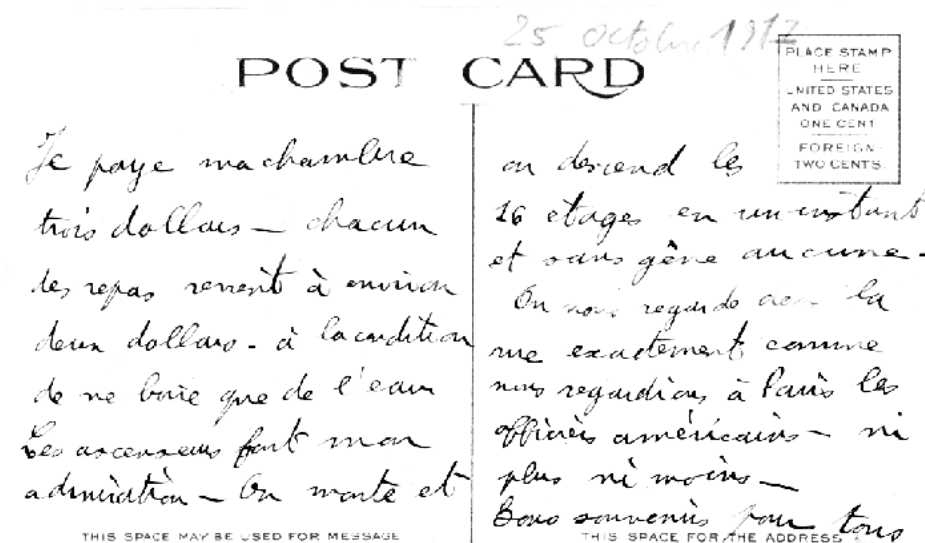 25 Octobre 1917
POST CARD
PLACE STAMP
HERE
UNITED STATES
AND CANADA
ONE CENT
FOREIGN
TWO CENTS.
Je paye ma chambre
trois dollars — chacun
des repas revient à environ
deux dollars - à la condition
de ne boire que de l'eau
Les ascenseurs font mon
admiration — On monte et
THIS SPACE MAY BE USED FOR MESSAGE
on descend les
16 etages en un instant
et sans gêne aucune -
On nous regarde dans la
rue exactement comme
nous regardions à Paris les
officiers américains — ni
plus ni moins —
Bons souvenirs pour tous
THIS SPACE FOR THE ADDRESS